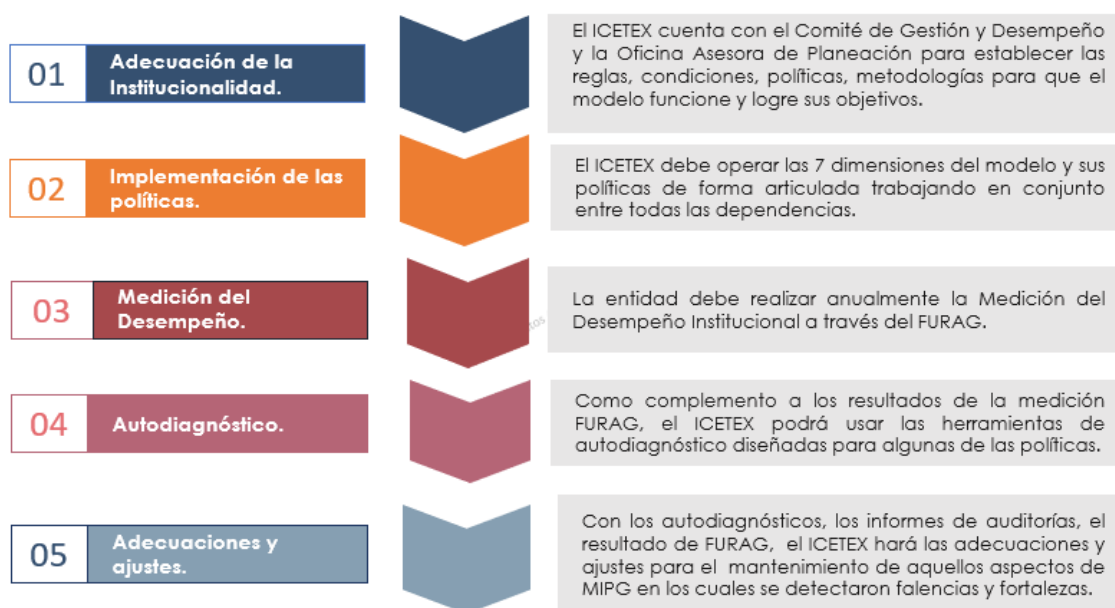 01
Adecuación de la
Institucionalidad.
El ICETEX cuenta con el Comité de Gestión y Desempeño
y la Oficina Asesora de Planeación para establecer las
reglas, condiciones, políticas, metodologías para que el
modelo funcione y logre sus objetivos.
02
Implementación de las
políticas.
El ICETEX debe operar las 7 dimensiones del modelo y sus
políticas de forma articulada trabajando en conjunto
entre todas las dependencias.
03
Medición del
Desempeño.
La entidad debe realizar anualmente la Medición del
Desempeño Institucional a través del FURAG.
04
Autodiagnóstico.
Como complemento a los resultados de la medición
FURAG, el ICETEX podrá usar las herramientas de
autodiagnóstico diseñadas para algunas de las políticas.
05
Adecuaciones y
ajustes.
Con los autodiagnósticos, los informes de auditorías, el
resultado de FURAG, el ICETEX hará las adecuaciones y
ajustes para el mantenimiento de aquellos aspectos de
MIPG en los cuales se detectaron falencias y fortalezas.